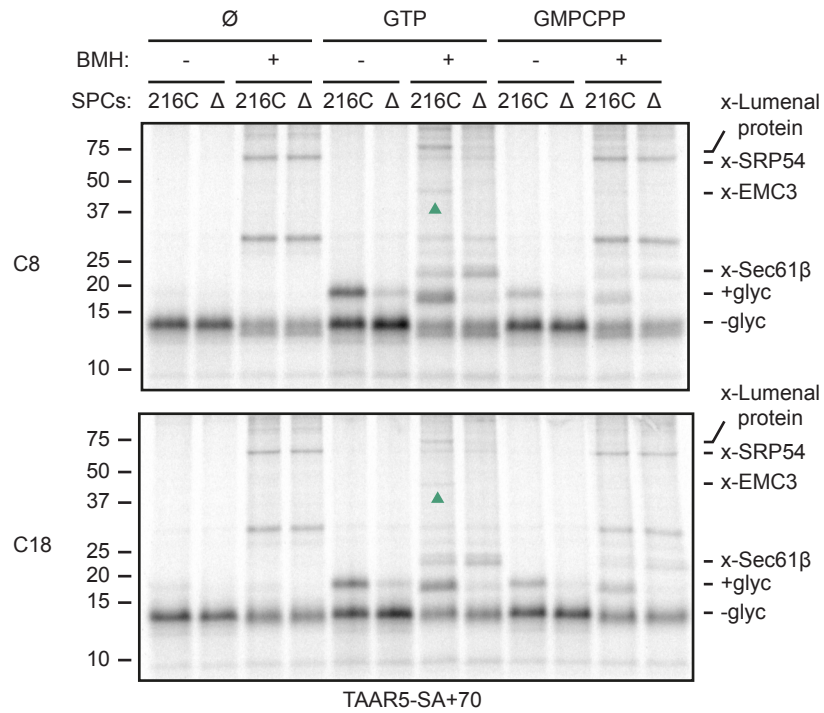 Ø GTP GMPCPP
BMH: - + - + - +
SPCs: 216C Δ 216C Δ 216C Δ 216C Δ 216C Δ 216C Δ
x-Lumenal
protein
75
x-SRP54
50
x-EMC3
37
C8
25
x-Sec61β
20
+glyc
15
-glyc
10
x-Lumenal
protein
75
x-SRP54
50
x-EMC3
37
C18
25
x-Sec61β
20
+glyc
15
-glyc
10
TAAR5-SA+70